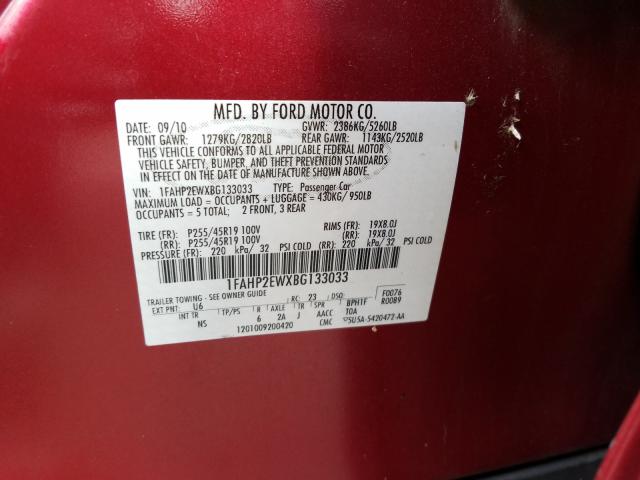 MFD. BY FORD MOTOR CO.
DATE: 09/10 GVWR: 2386KG/5260LB
FRONT GAWR: 1279KG/2820LB REAR GAWR: 1143KG/2520LB
THIS VEHICLE CONFORMS TO ALL APPLICABLE FEDERAL MOTOR
VEHICLE SAFETY, BUMPER, AND THEFT PREVENTION STANDARDS
IN EFFECT ON THE DATE OF MANUFACTURE SHOWN ABOVE.
VIN: 1FAHP2EWXBG133033 TYPE: Passenger Car
MAXIMUM LOAD = OCCUPANTS + LUGGAGE = 430KG/950LB
OCCUPANTS = 5 TOTAL; 2 FRONT, 3 REAR
TIRE (FR): P255/45R19 100V RIMS (FR): 19X8.0J
(RR): P255/45R19 100V (RR): 19X8.0J
PRESSURE (FR): 220 kPa/ 32 PSI COLD (RR): 220 kPa/ 32 PSI COLD
1FAHP2EWXBG133033
TRAILER TOWING - SEE OWNER GUIDE RC: 23 DSO: F0076
EXT PNT: U6 R0089
INT TR TP/PS R AXLE TR SPR BPHTF
NS 6 2A J AACC TOA
1201009200420 CMC 5U5A-5420472-AA